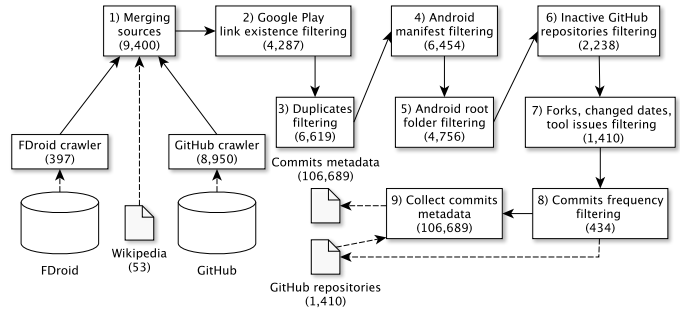 1) Merging
sources
(9,400)
2) Google Play
link existence filtering
(4,287)
4) Android
manifest filtering
(6,454)
6) Inactive GitHub
repositories filtering
(2,238)
3) Duplicates
filtering
(6,619)
5) Android root
folder filtering
(4,756)
7) Forks, changed dates,
tool issues filtering
(1,410)
FDroid crawler
(397)
GitHub crawler
(8,950)
Commits metadata
(106,689)
9) Collect commits
metadata
(106,689)
8) Commits frequency
filtering
(434)
FDroid
Wikipedia
(53)
GitHub
GitHub repositories
(1,410)